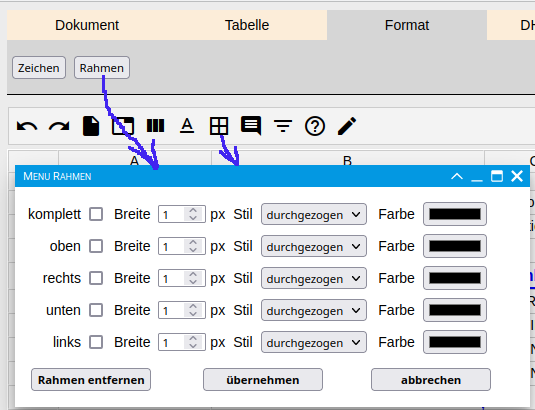 Dokument Tabelle Format DH
Zeichen Rahmen
A B
MENU RAHMEN
komplett Breite 1 px Stil durchgezogen Farbe
oben Breite 1 px Stil durchgezogen Farbe
rechts Breite 1 px Stil durchgezogen Farbe
unten Breite 1 px Stil durchgezogen Farbe
links Breite 1 px Stil durchgezogen Farbe
Rahmen entfernen übernehmen abbrechen